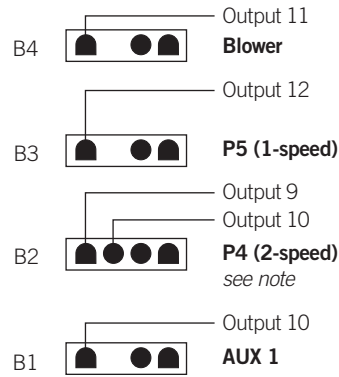 Output 11
B4 Blower
Output 12
B3 P5 (1-speed)
Output 9
Output 10
B2 P4 (2-speed)
see note
Output 10
B1 AUX 1